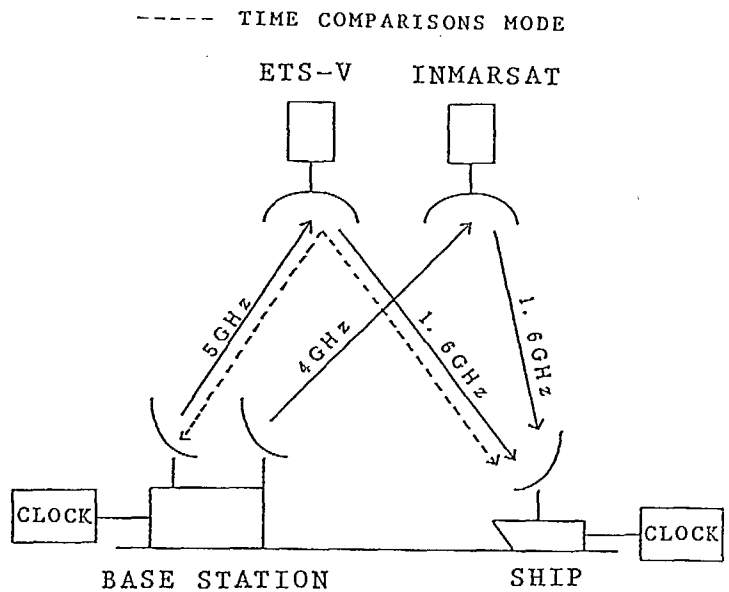 ----- TIME COMPARISONS MODE
ETS-V
INMARSAT
5GHz
4GHz
1.6GHz
1.6GHz
CLOCK
CLOCK
BASE STATION
SHIP